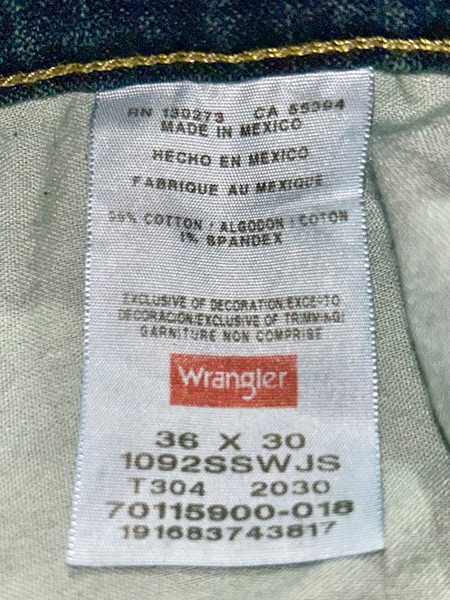 RN 130273 CA 55394
MADE IN MEXICO
HECHO EN MEXICO
FABRIQUE AU MEXIQUE
99% COTTON / ALGODON / COTON
1% SPANDEX
EXCLUSIVE OF DECORATION/EXCEPTO
DECORACION/EXCLUSIVE OF TRIMMING/
GARNITURE NON COMPRISE
Wrangler
36 X 30
1092SSWJS
T304 2030
70115900-018
191683743817